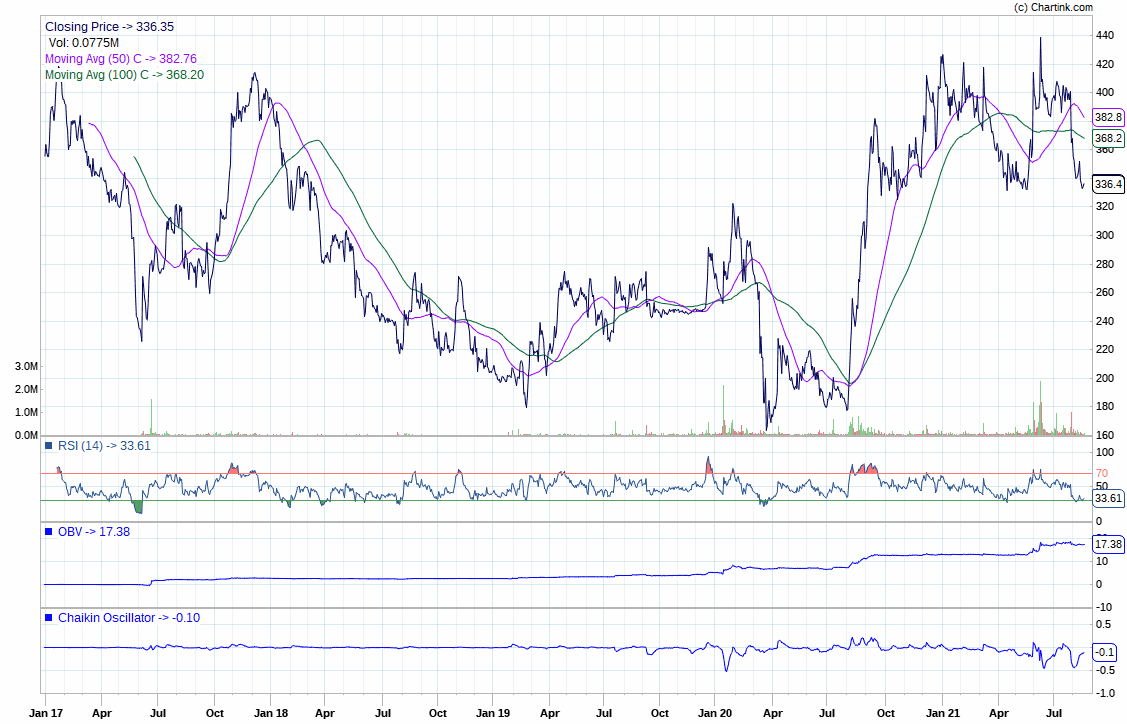 (c) Chartink.com
Closing Price -> 336.35
Vol: 0.0775M
Moving Avg (50) C -> 382.76
Moving Avg (100) C -> 368.20
440
420
400
382.8
368.2
360
336.4
320
300
280
260
240
220
200
180
160
3.0M
2.0M
1.0M
0.0M
RSI (14) -> 33.61
100
70
50
33.61
0
OBV -> 17.38
17.38
10
0
-10
Chaikin Oscillator -> -0.10
0.5
-0.1
-0.5
-1.0
Jan 17 Apr Jul Oct Jan 18 Apr Jul Oct Jan 19 Apr Jul Oct Jan 20 Apr Jul Oct Jan 21 Apr Jul